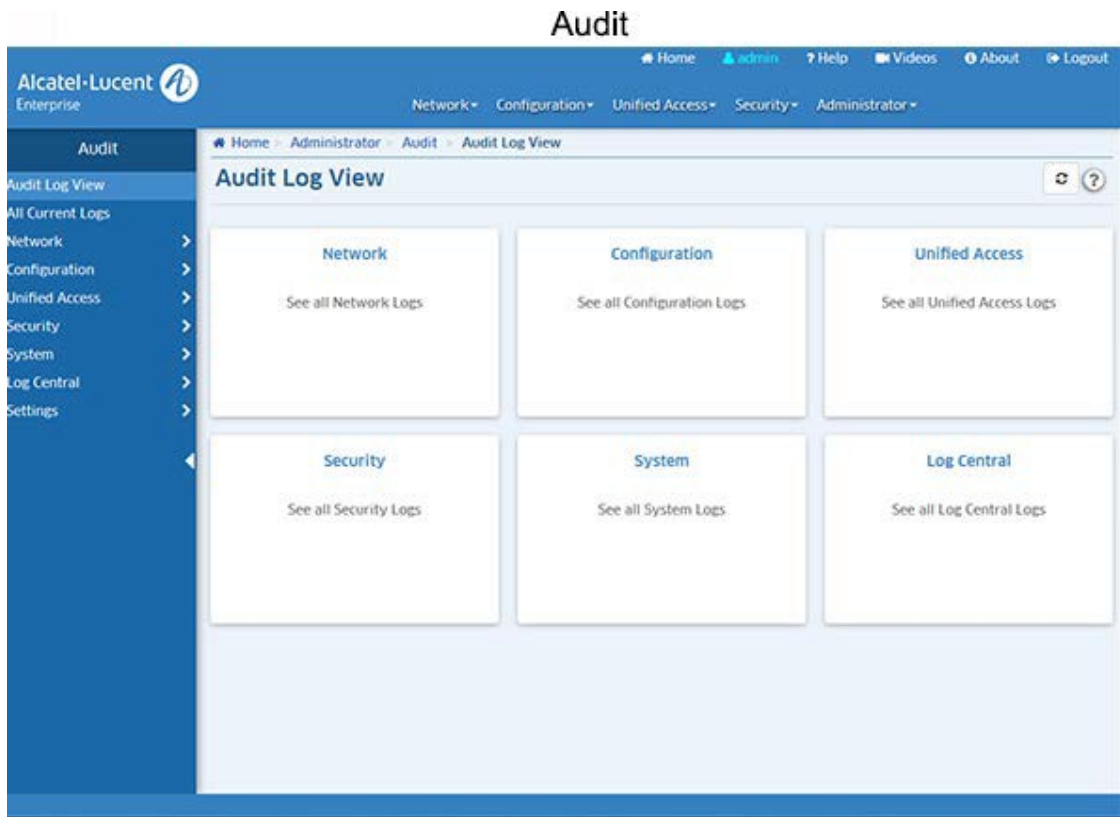 Audit
Home admin ? Help Videos About Logout
Alcatel-Lucent
Enterprise
Network Configuration Unified Access Security Administrator
Audit
Home > Administrator > Audit > Audit Log View
Audit Log View
Audit Log View
All Current Logs
Network
Configuration
Unified Access
Security
System
Log Central
Settings
Network Configuration Unified Access
See all Network Logs See all Configuration Logs See all Unified Access Logs
Security System Log Central
See all Security Logs See all System Logs See all Log Central Logs